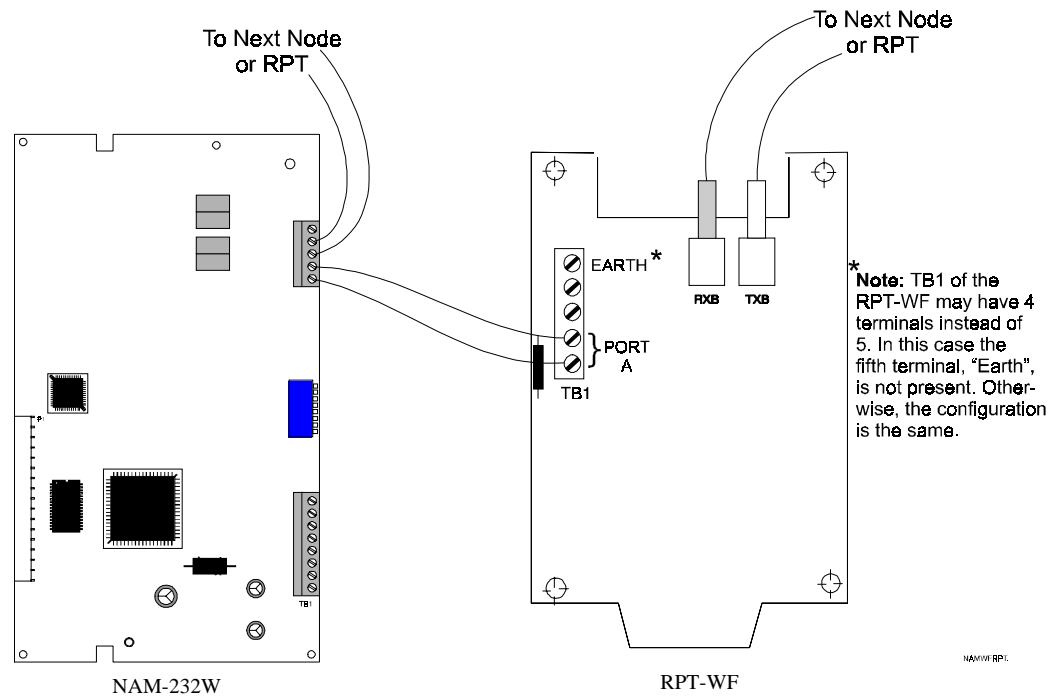 To Next Node
or RPT
To Next Node
or RPT
EARTH *
RXB
TXB
PORT
A
TB1
* Note: TB1 of the
RPT-WF may have 4
terminals instead of
5. In this case the
fifth terminal, “Earth”,
is not present. Other-
wise, the configuration
is the same.
P1
TB1
NAMWFRPT.
NAM-232W
RPT-WF